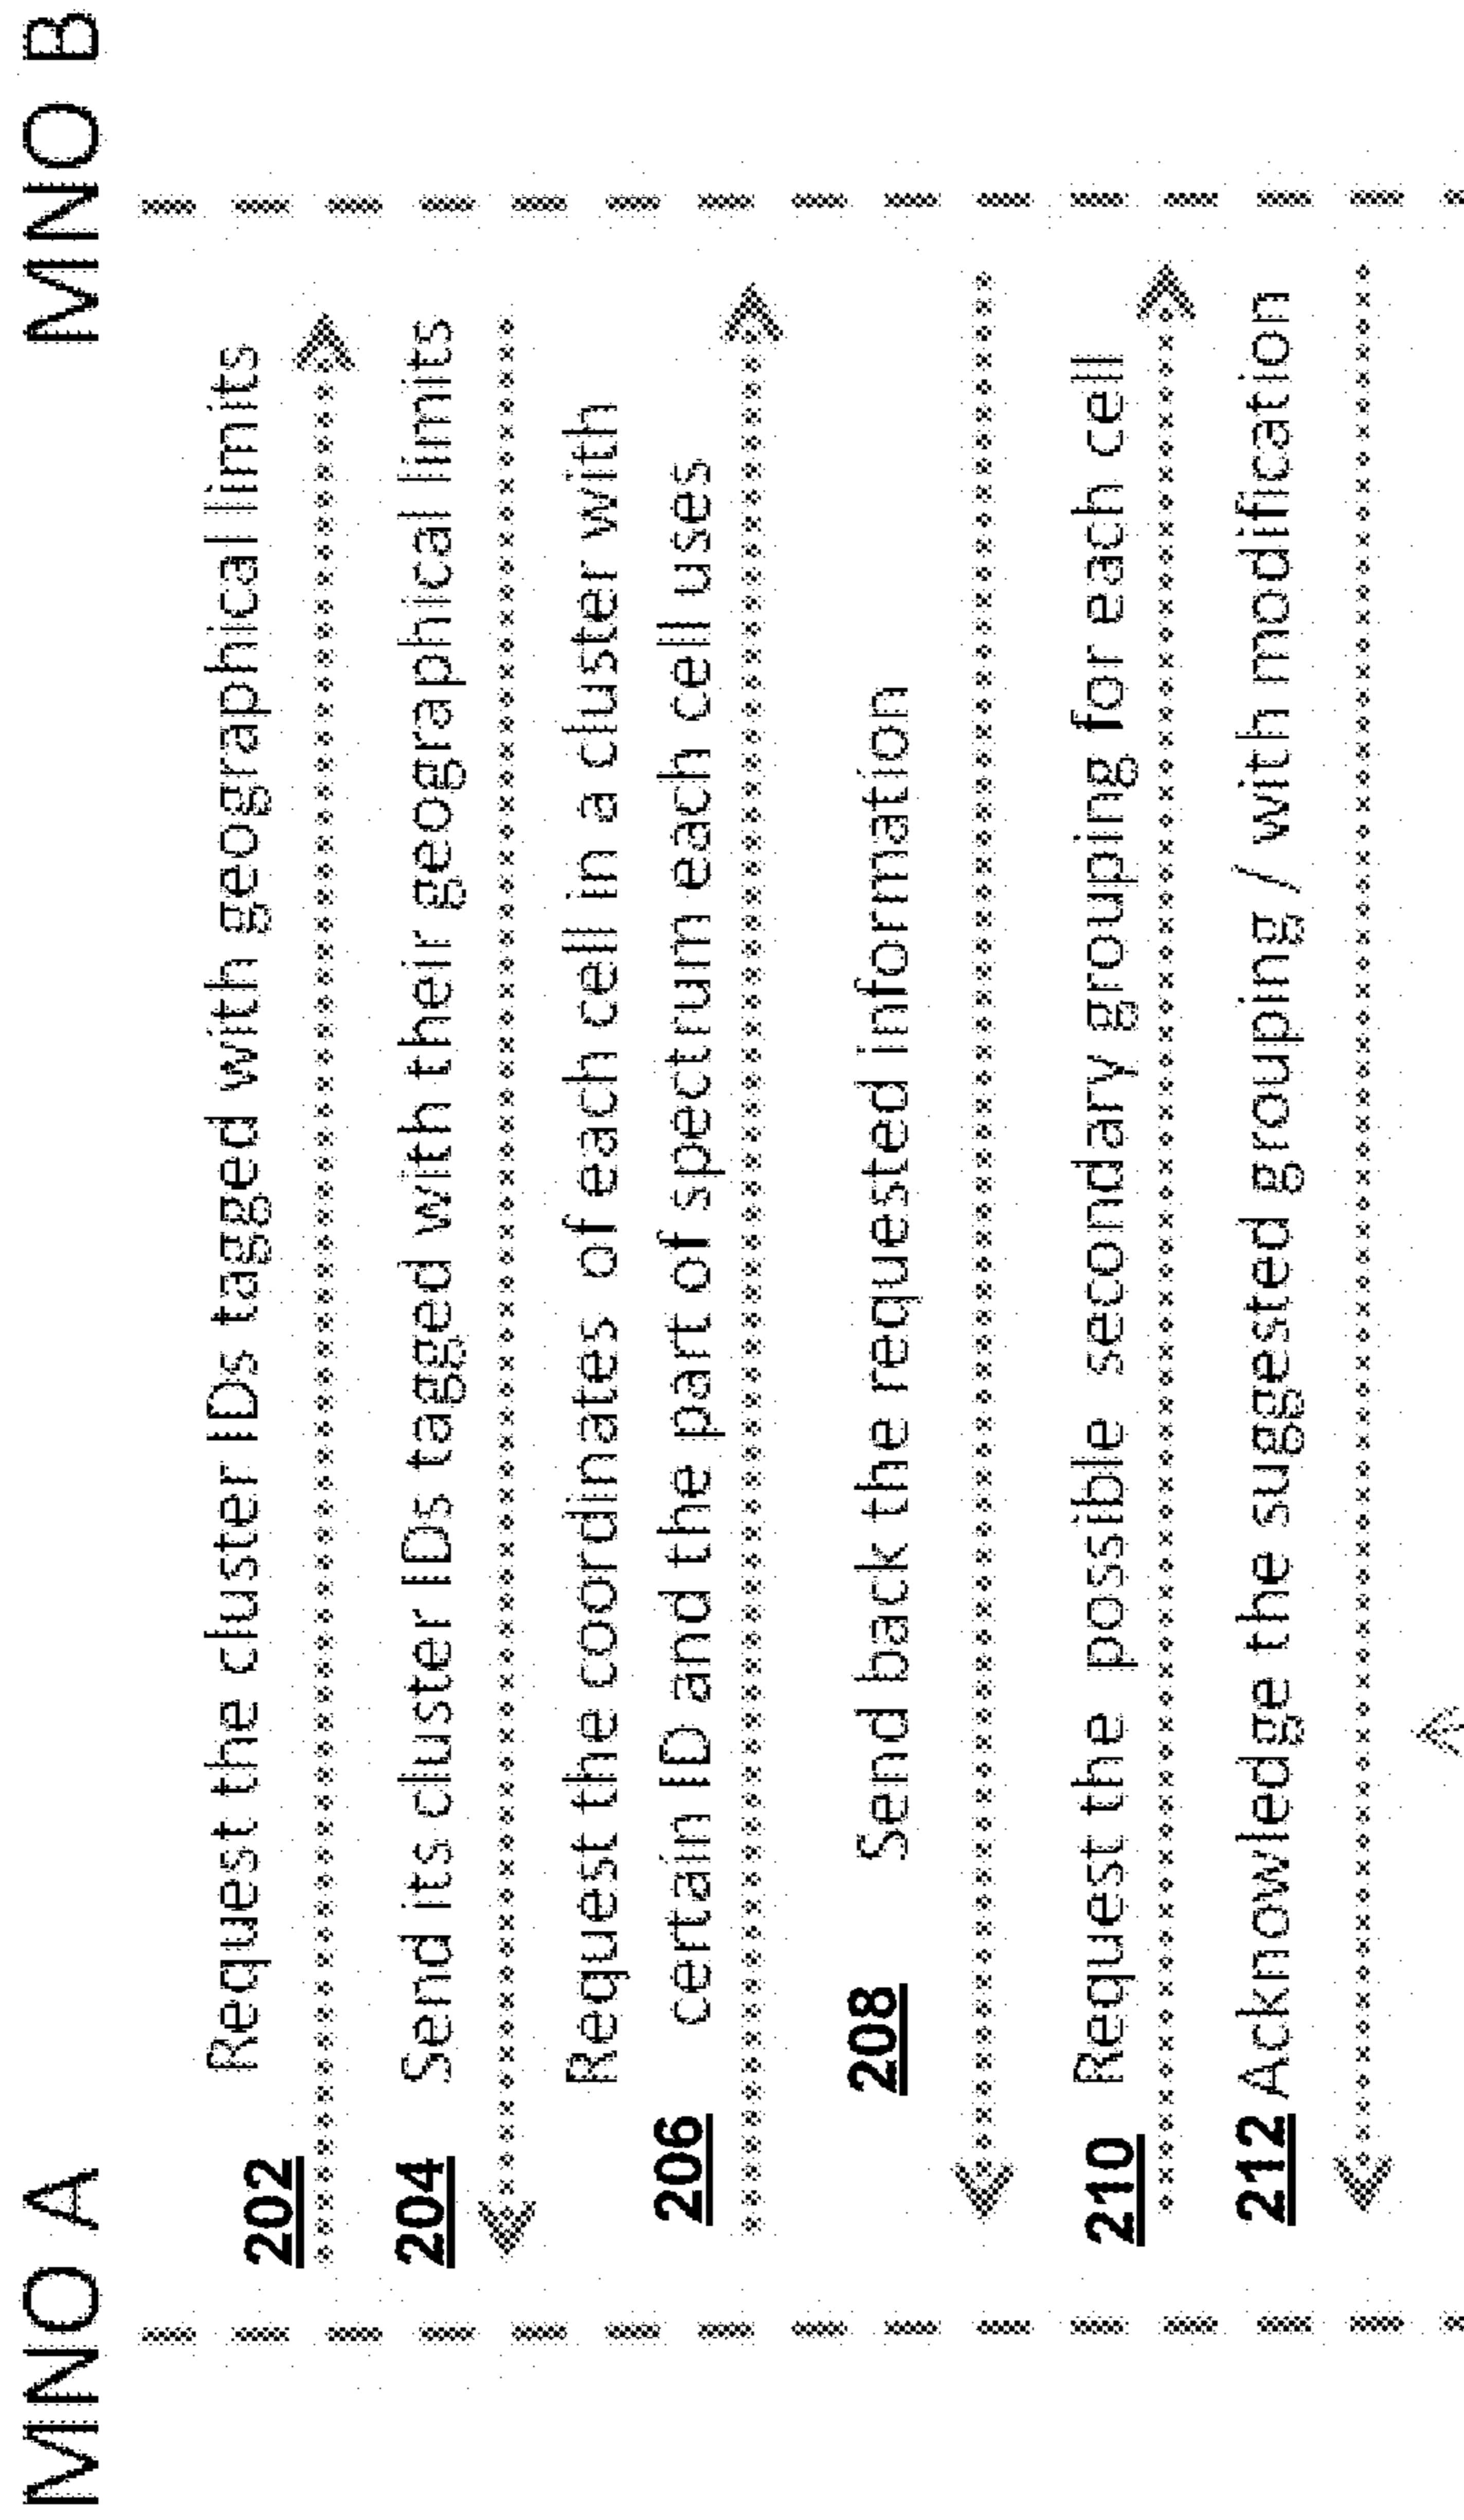 MNO A MNO B
Request the cluster IDs tagged with geographical limits
202
Send its cluster IDs tagged with their geographical limits
204
Request the coordinates of each cell in a cluster with
certain ID and the part of spectrum each cell uses
206
Send back the requested information
208
Request the possible secondary grouping for each cell
210
212 Acknowledge the suggested grouping / with modification